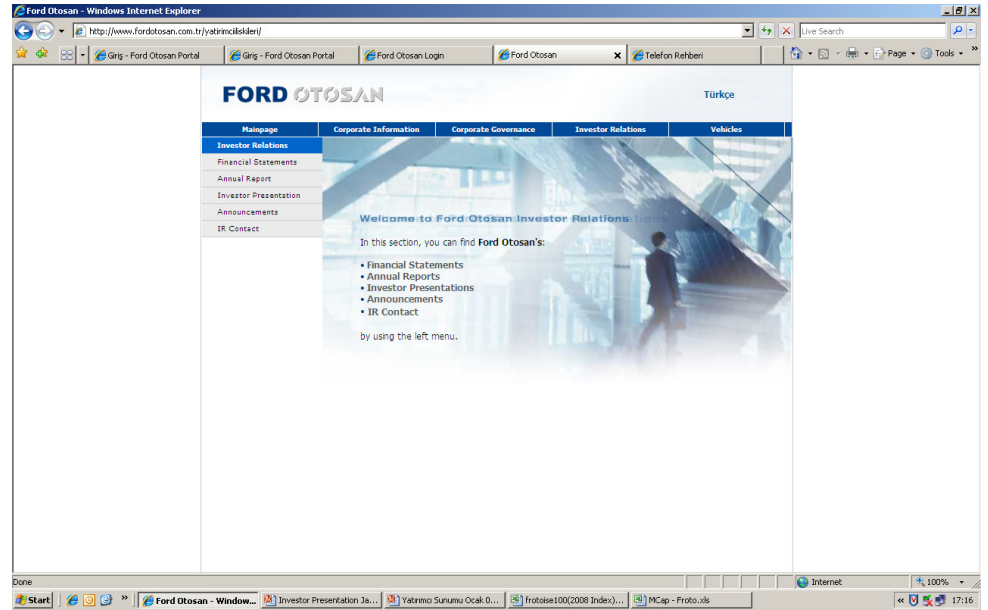 Ford Otosan - Windows Internet Explorer
http://www.fordotosan.com.tr/yatirimciiliskileri/
Live Search
Giriş - Ford Otosan Portal
Giriş - Ford Otosan Portal
Ford Otosan Login
Ford Otosan
Telefon Rehberi
Page
Tools
FORD OTOSAN
Türkçe
Mainpage
Corporate Information
Corporate Governance
Investor Relations
Vehicles
Investor Relations
Financial Statements
Annual Report
Investor Presentation
Announcements
IR Contact
Welcome to Ford Otosan Investor Relations
In this section, you can find Ford Otosan's:
• Financial Statements
• Annual Reports
• Investor Presentations
• Announcements
• IR Contact
by using the left menu.
Done
Internet
100%
Start
Ford Otosan - Window...
Investor Presentation Ja...
Yatırımcı Sunumu Ocak 0...
frotoise100(2008 Index)...
MCap - Froto.xls
17:16